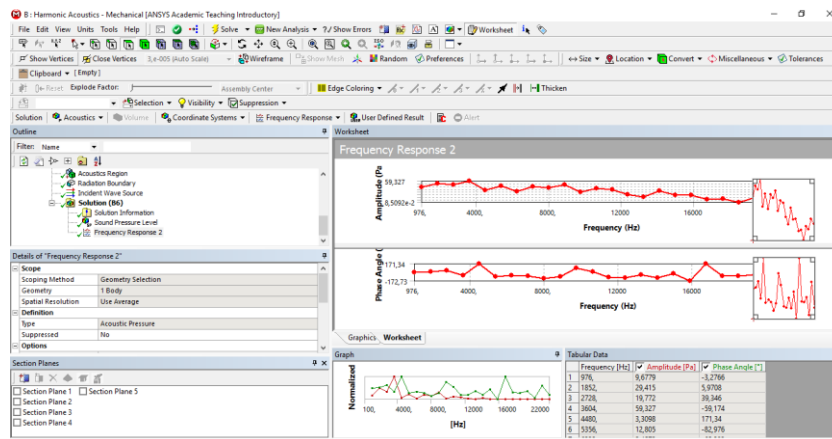 B : Harmonic Acoustics - Mechanical [ANSYS Academic Teaching Introductory]
File Edit View Units Tools Help Solve New Analysis ?/ Show Errors Worksheet
Show Vertices Close Vertices 3,e-005 (Auto Scale) Wireframe Show Mesh Random Preferences Size Location Convert Miscellaneous Tolerances
Clipboard [Empty]
Reset Explode Factor: Assembly Center Edge Coloring Thicken
Selection Visibility Suppression
Solution Acoustics Volume Coordinate Systems Frequency Response User Defined Result Alert
Outline
Filter: Name
Acoustics Region
Radiation Boundary
Incident Wave Source
Solution (B6)
Solution Information
Sound Pressure Level
Frequency Response 2
Details of "Frequency Response 2"
Scope
Scoping Method Geometry Selection
Geometry 1 Body
Spatial Resolution Use Average
Definition
Type Acoustic Pressure
Suppressed No
Options
Section Planes
Section Plane 1 Section Plane 5
Section Plane 2
Section Plane 3
Section Plane 4
Worksheet
Frequency Response 2
Amplitude (Pa
59,327
8,5092e-2
976, 4000, 8000, 12000 16000
Frequency (Hz)
Phase Angle (
171,34
-172,73
976, 4000, 8000, 12000 16000
Frequency (Hz)
Graphics Worksheet
Graph
Normalized
100, 4000, 8000, 12000 16000 22000
[Hz]
Tabular Data
Frequency [Hz] Amplitude [Pa] Phase Angle [°]
1 976, 9,6779 -3,2766
2 1852, 29,415 5,9708
3 2728, 19,772 39,346
4 3604, 59,327 -59,174
5 4480, 3,3098 171,34
6 5356, 12,805 -82,976